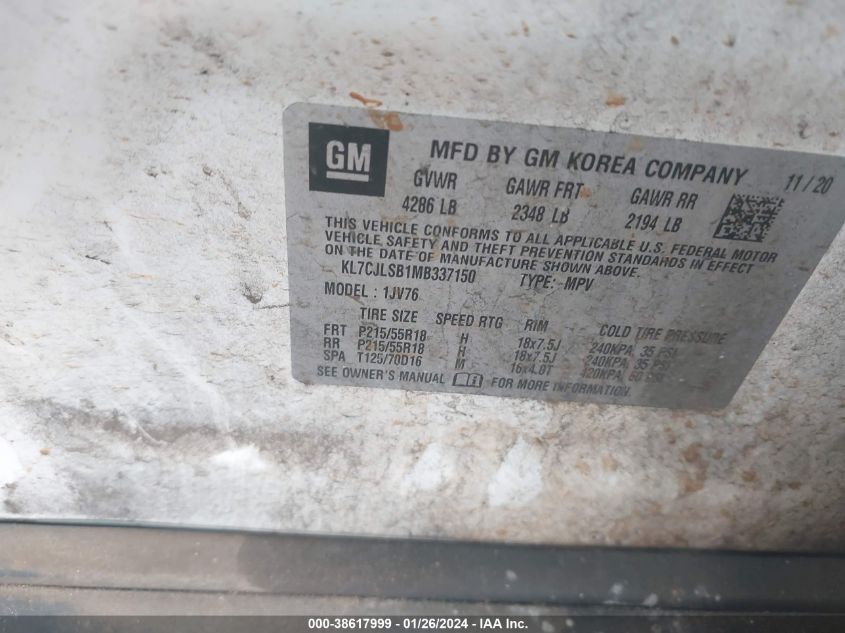 GM
MFD BY GM KOREA COMPANY 11/20
GVWR GAWR FRT GAWR RR
4286 LB 2348 LB 2194 LB
THIS VEHICLE CONFORMS TO ALL APPLICABLE U.S. FEDERAL MOTOR
VEHICLE SAFETY AND THEFT PREVENTION STANDARDS IN EFFECT
ON THE DATE OF MANUFACTURE SHOWN ABOVE.
KL7CJLSB1MB337150 TYPE: MPV
MODEL : 1JV76
TIRE SIZE SPEED RTG RIM COLD TIRE PRESSURE
FRT P215/55R18 H 18x7.5J 240KPA, 35 PSI
RR P215/55R18 H 18x7.5J 240KPA, 35 PSI
SPA T125/70D16 M 16x4.0T 420KPA, 60 PSI
SEE OWNER'S MANUAL FOR MORE INFORMATION.
000-38617999 - 01/26/2024 - IAA Inc.